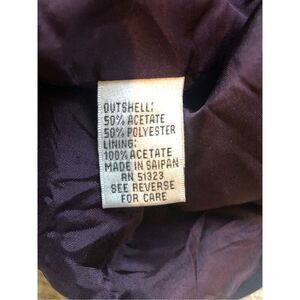 OUTSHELL:
50% ACETATE
50% POLYESTER
LINING:
100% ACETATE
MADE IN SAIPAN
RN 51323
SEE REVERSE
FOR CARE